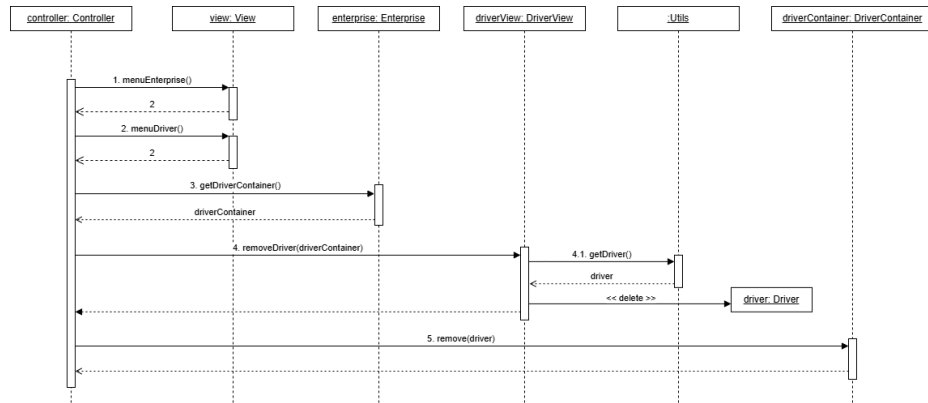 controller: Controller
view: View
enterprise: Enterprise
driverView: DriverView
:Utils
driverContainer: DriverContainer
1. menuEnterprise()
2
2. menuDriver()
2
3. getDriverContainer()
driverContainer
4. removeDriver(driverContainer)
4.1. getDriver()
driver
<< delete >>
driver: Driver
5. remove(driver)